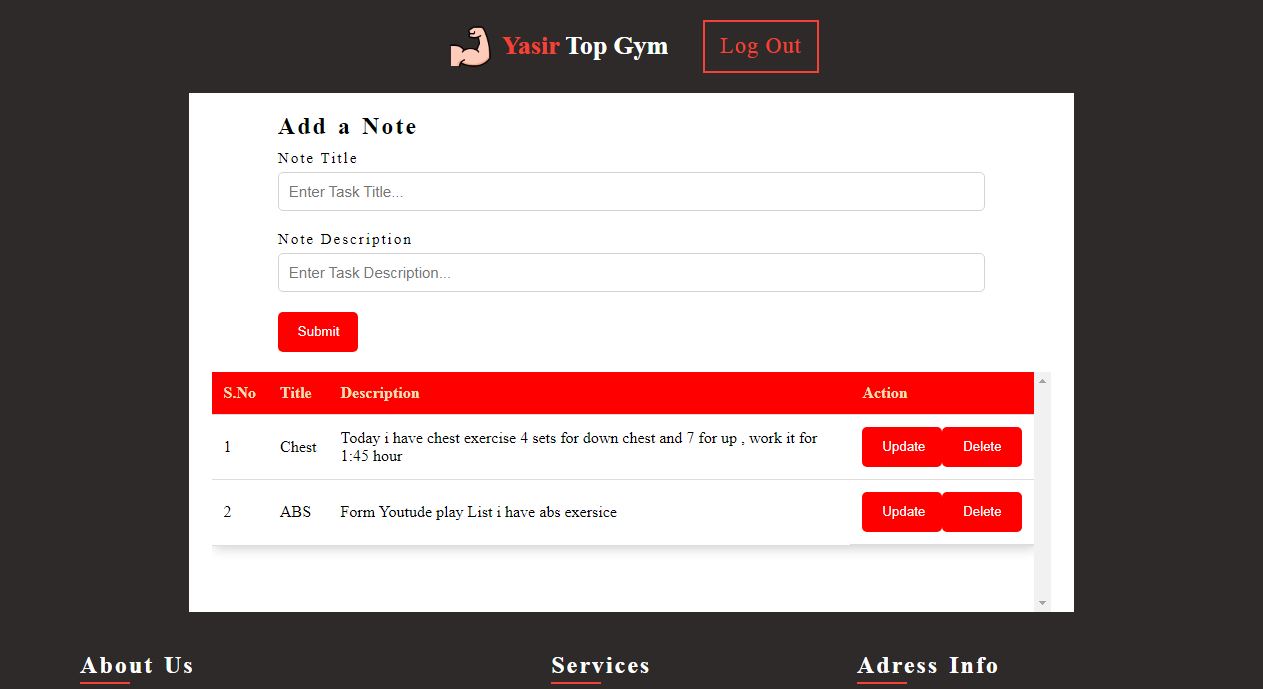 Yasir Top Gym
Log Out
Add a Note
Note Title
Enter Task Title...
Note Description
Enter Task Description...
Submit
S.No Title Description Action
1 Chest Today i have chest exercise 4 sets for down chest and 7 for up , work it for
1:45 hour
Update Delete
2 ABS Form Youtude play List i have abs exersice Update Delete
About Us Services Adress Info